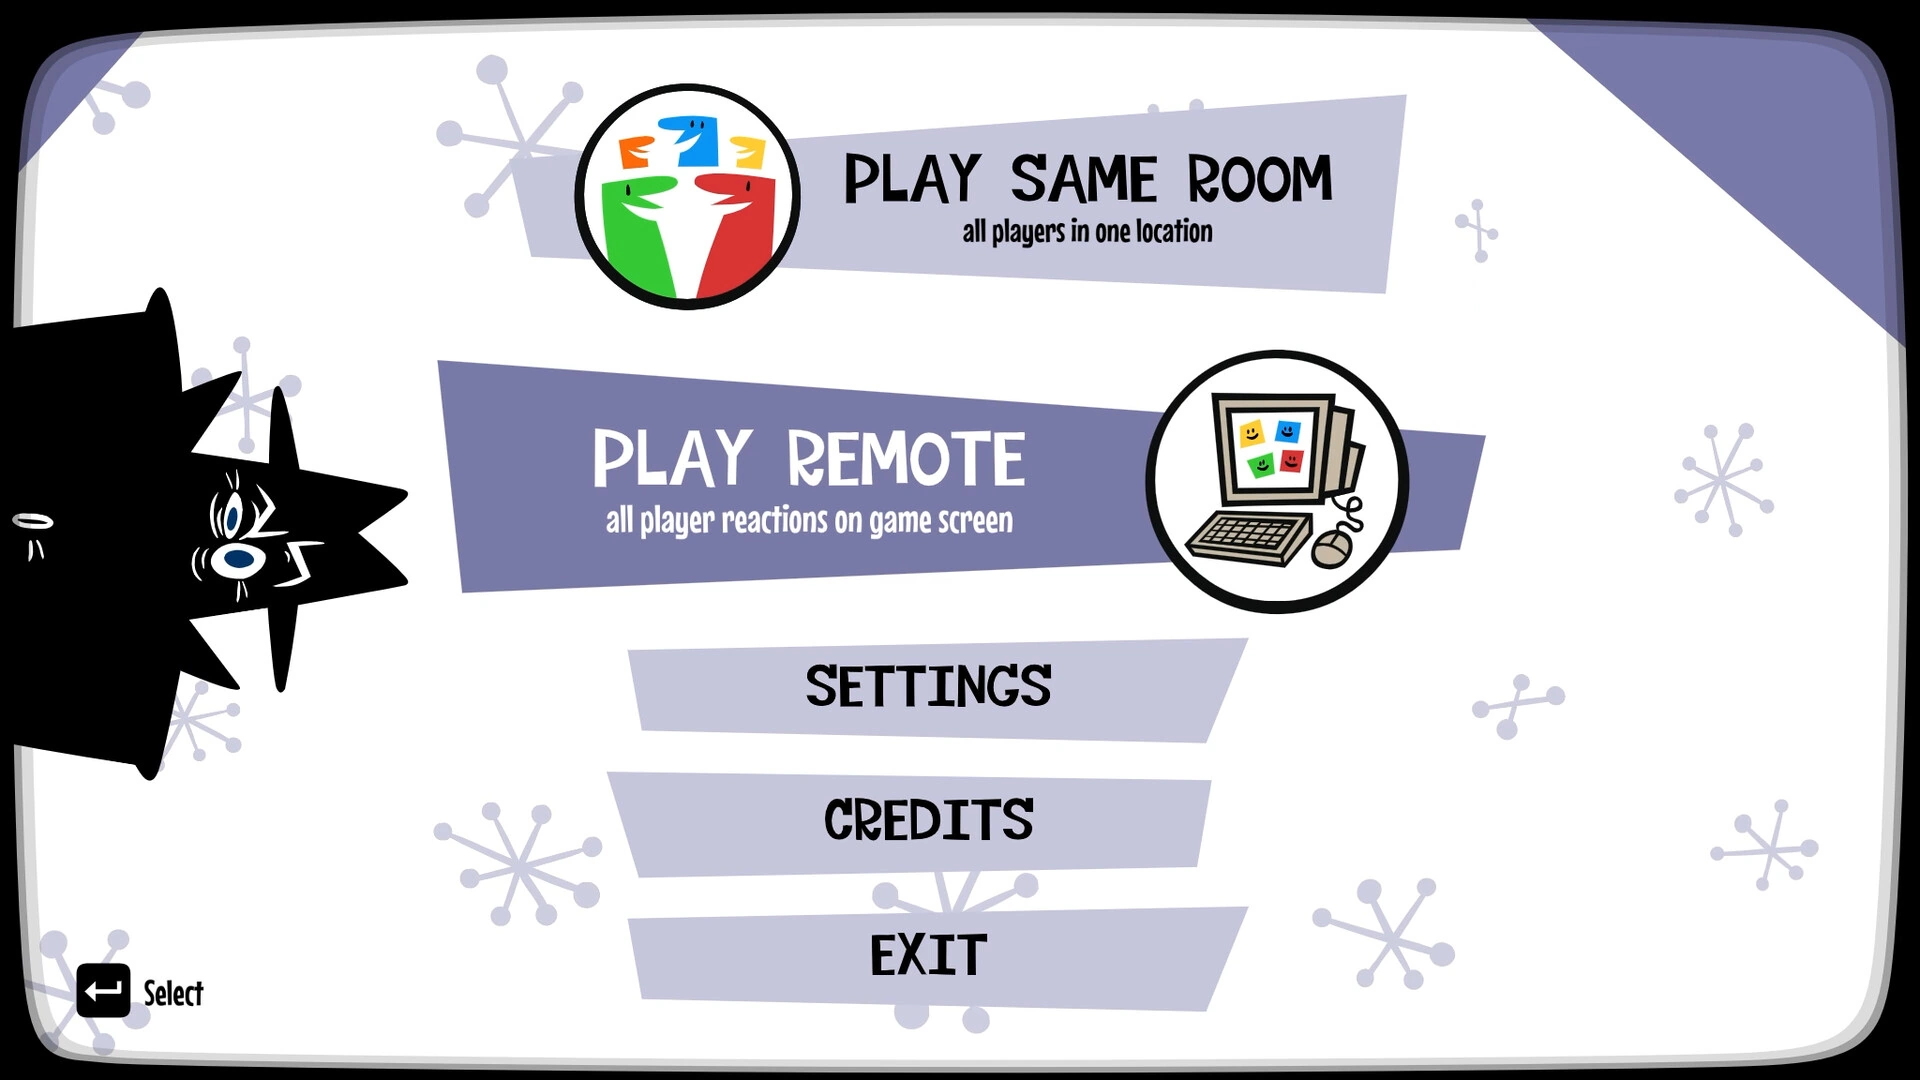 PLAY SAME ROOM
all players in one location
PLAY REMOTE
all player reactions on game screen
SETTINGS
CREDITS
EXIT
Select